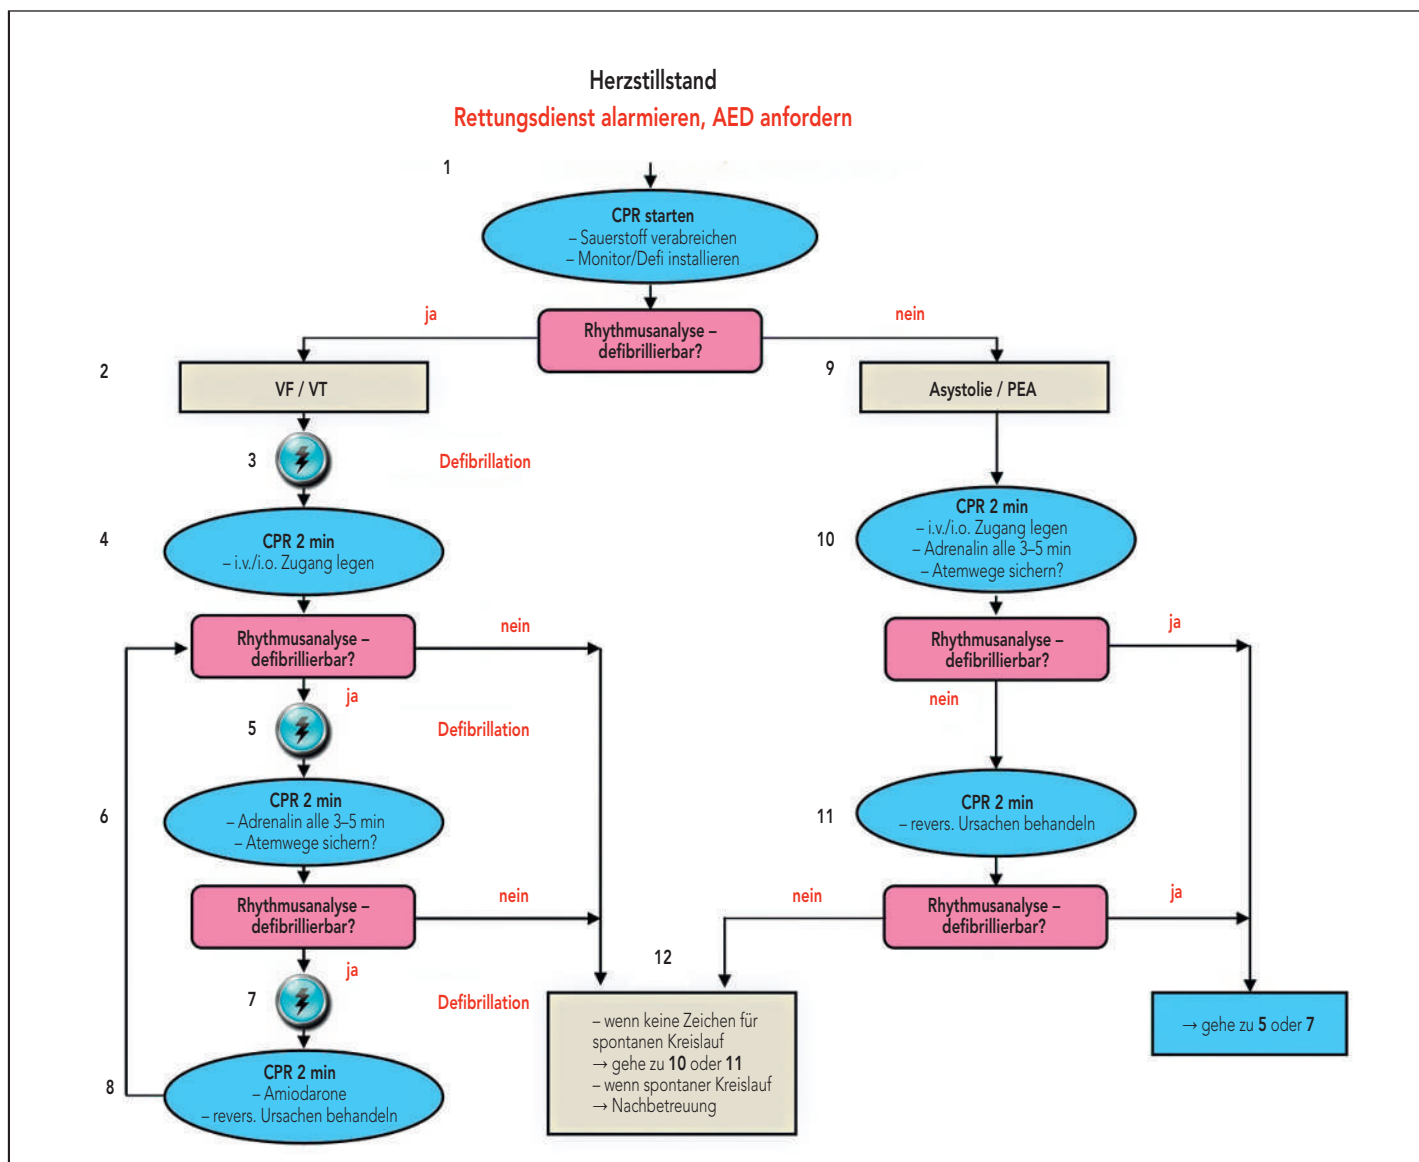 Herzstillstand
Rettungsdienst alarmieren, AED anfordern
1
CPR starten
– Sauerstoff verabreichen
– Monitor/Defi installieren
ja
Rhythmusanalyse –
defibrillierbar?
nein
2
VF / VT
3
Defibrillation
4
CPR 2 min
– i.v./i.o. Zugang legen
Rhythmusanalyse –
defibrillierbar?
nein
ja
5
Defibrillation
6
CPR 2 min
– Adrenalin alle 3–5 min
– Atemwege sichern?
Rhythmusanalyse –
defibrillierbar?
nein
ja
7
Defibrillation
8
CPR 2 min
– Amiodarone
– revers. Ursachen behandeln
9
Asystolie / PEA
10
CPR 2 min
– i.v./i.o. Zugang legen
– Adrenalin alle 3–5 min
– Atemwege sichern?
Rhythmusanalyse –
defibrillierbar?
ja
nein
11
CPR 2 min
– revers. Ursachen behandeln
nein
Rhythmusanalyse –
defibrillierbar?
ja
12
– wenn keine Zeichen für
spontanen Kreislauf
→ gehe zu 10 oder 11
– wenn spontaner Kreislauf
→ Nachbetreuung
→ gehe zu 5 oder 7